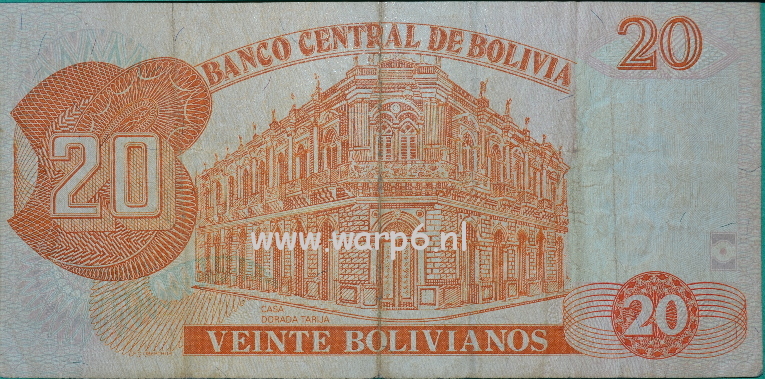 BANCO CENTRAL DE BOLIVIA
20
20
www.warp6.nl
CASA
DORADA TARIJA
20
VEINTE BOLIVIANOS